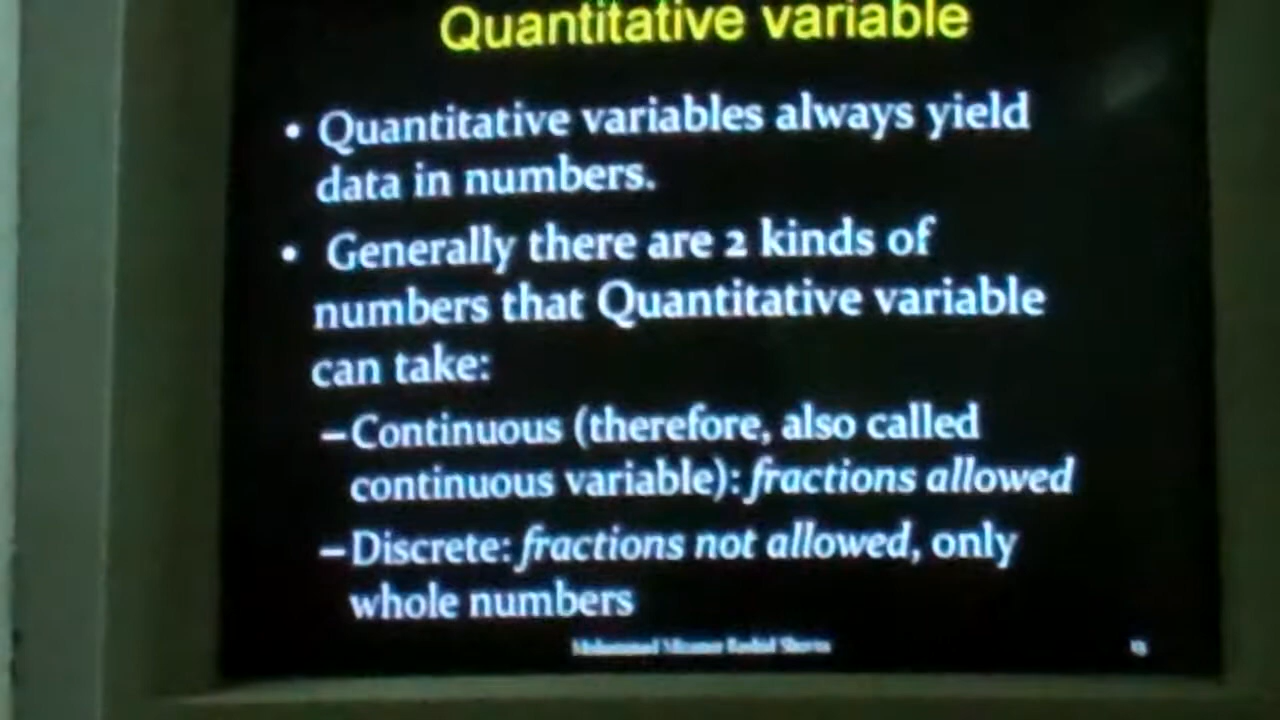 Quantitative variable
• Quantitative variables always yield
data in numbers.
• Generally there are 2 kinds of
numbers that Quantitative variable
can take:
–Continuous (therefore, also called
continuous variable): fractions allowed
–Discrete: fractions not allowed, only
whole numbers